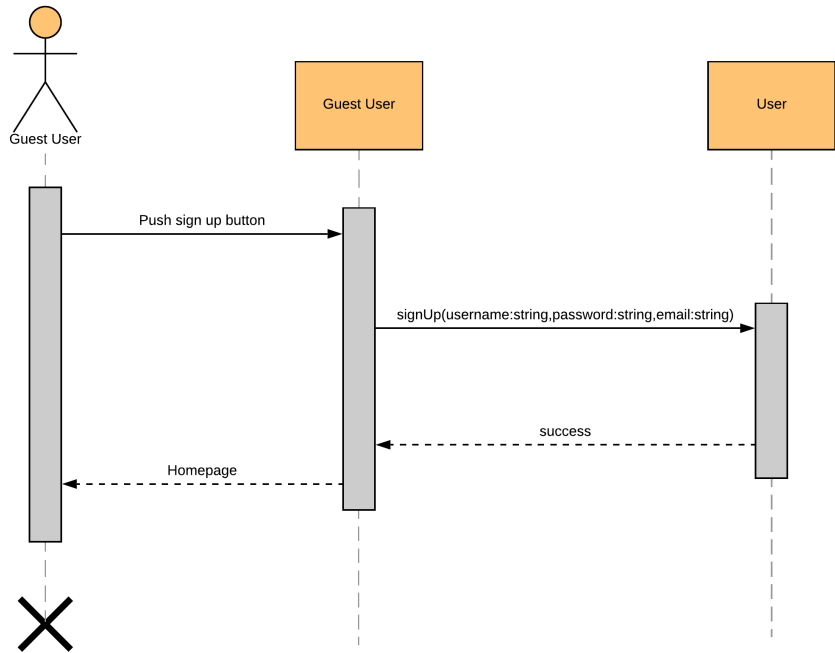 Guest User
Guest User
User
Push sign up button
signUp(username:string,password:string,email:string)
success
Homepage